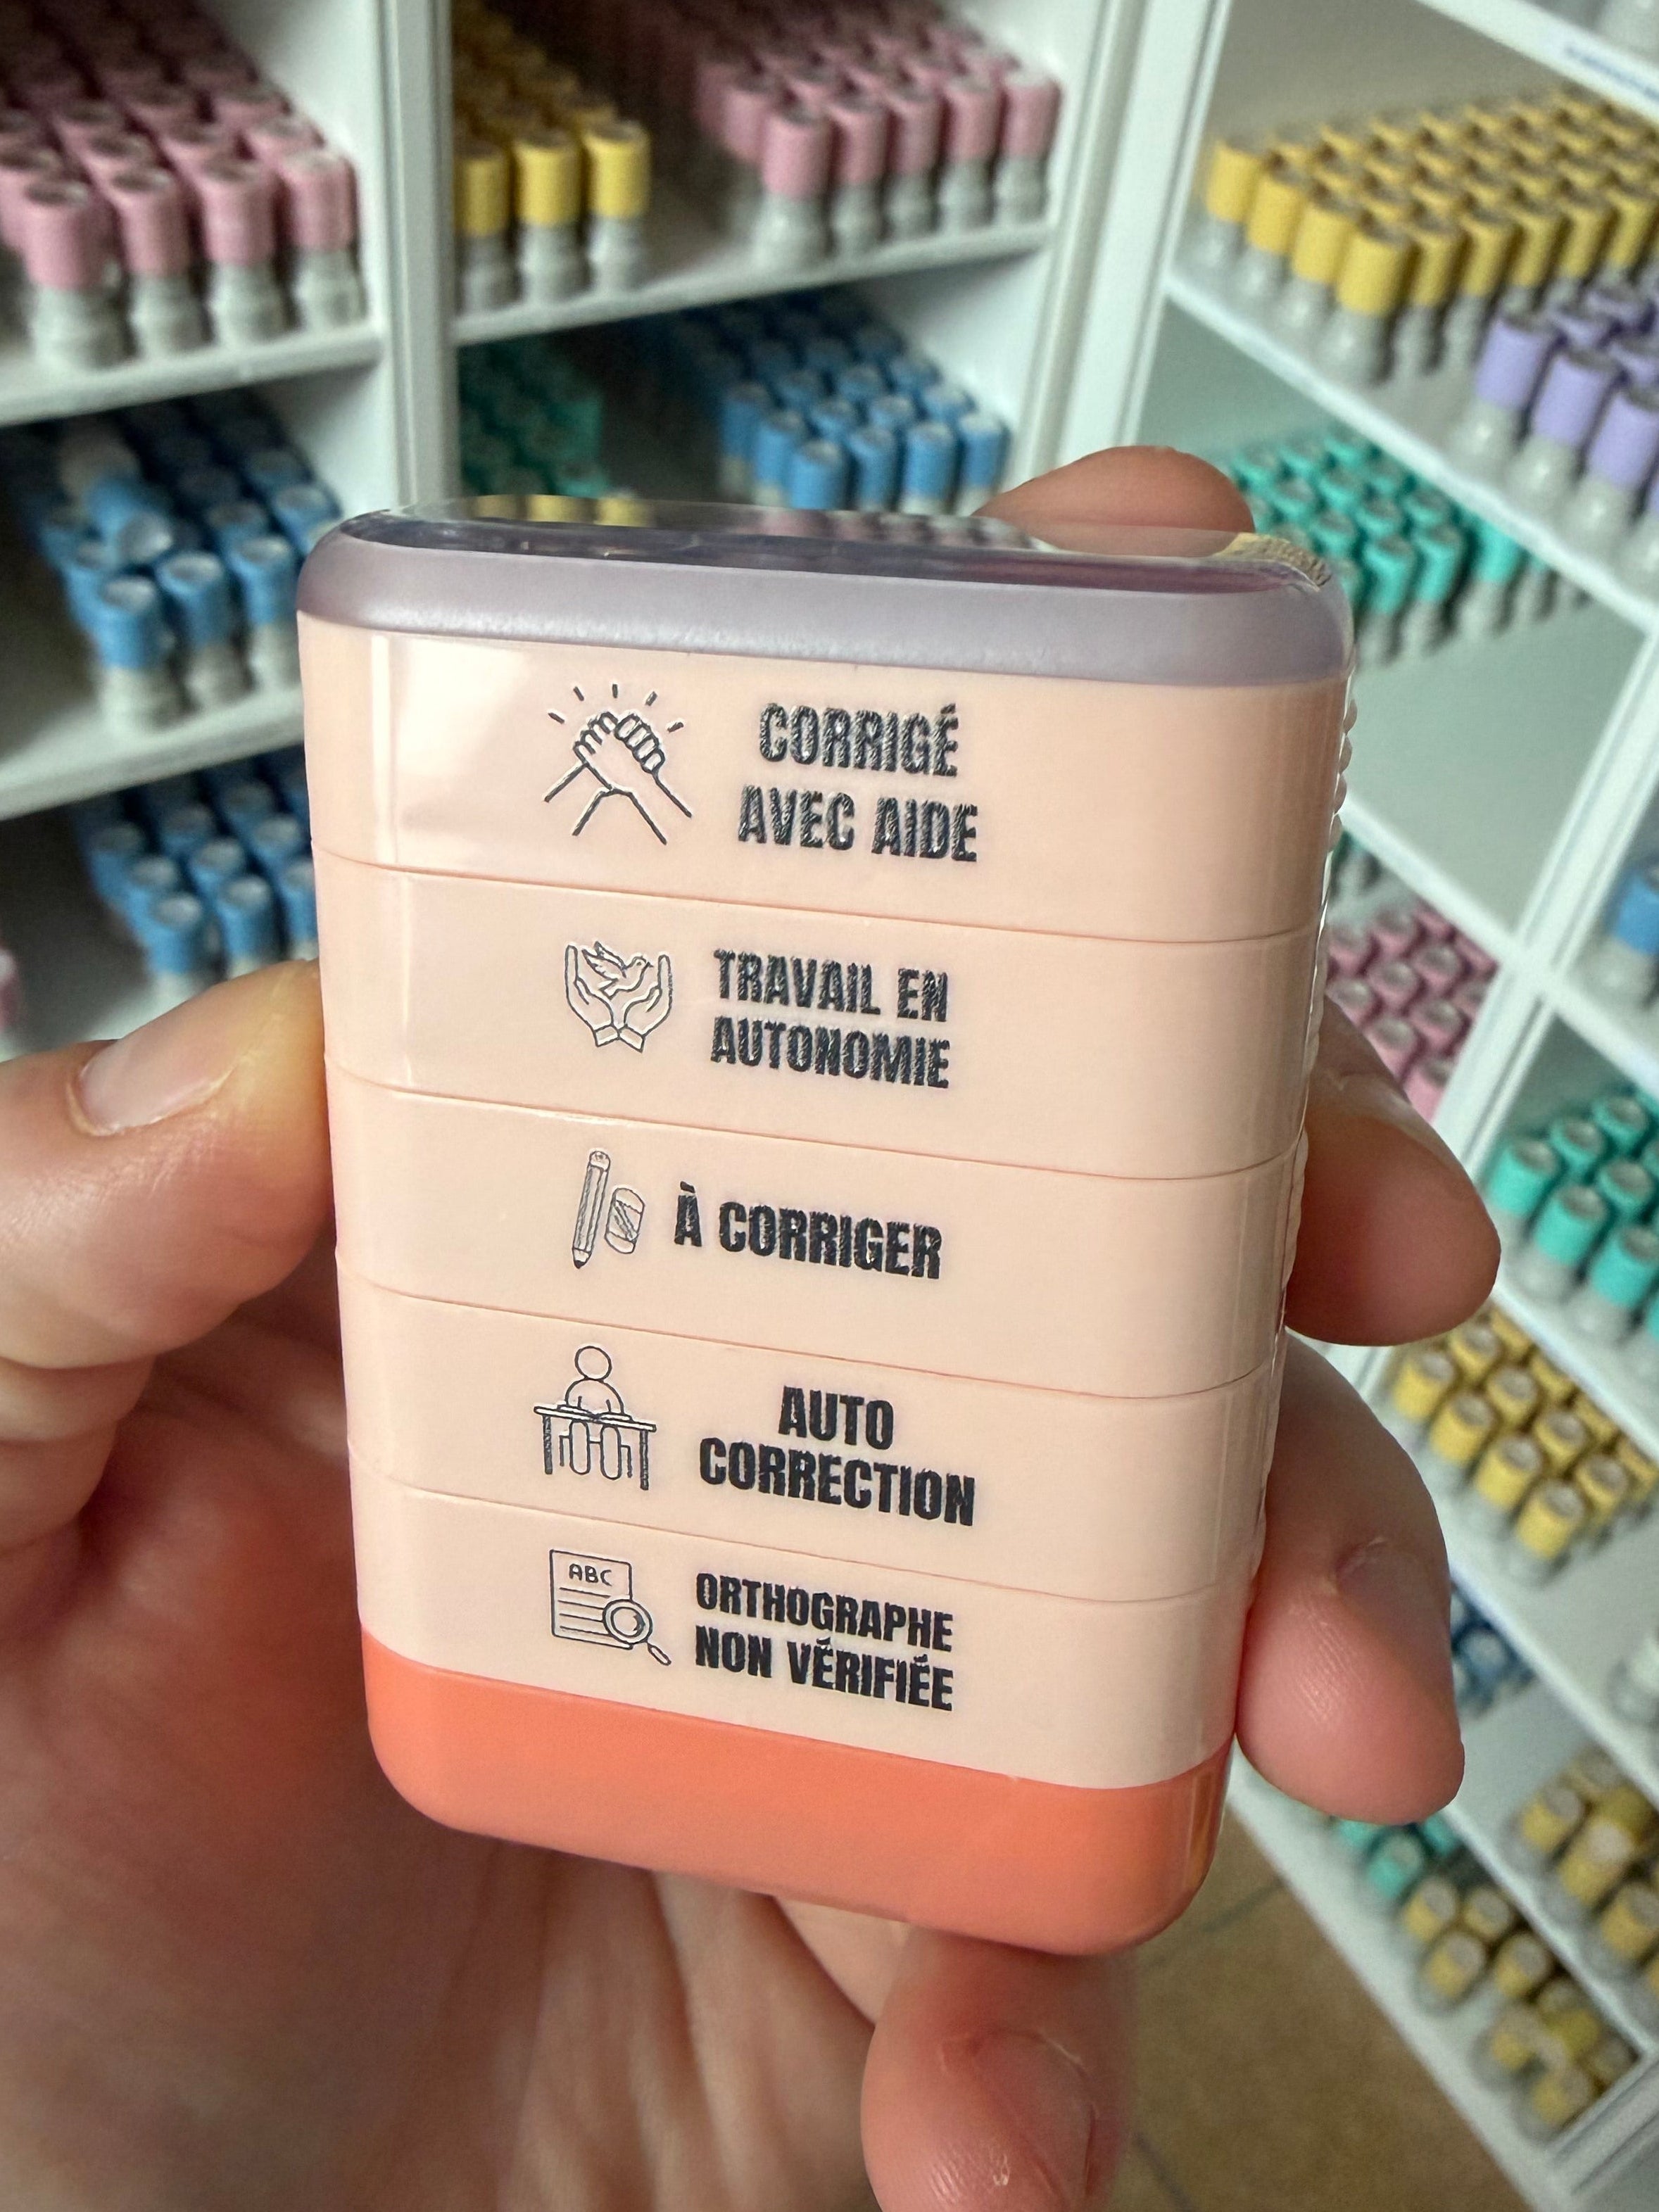 CORRIGÉ
AVEC AIDE
TRAVAIL EN
AUTONOMIE
À CORRIGER
AUTO
CORRECTION
ABC
ORTHOGRAPHE
NON VÉRIFIÉE